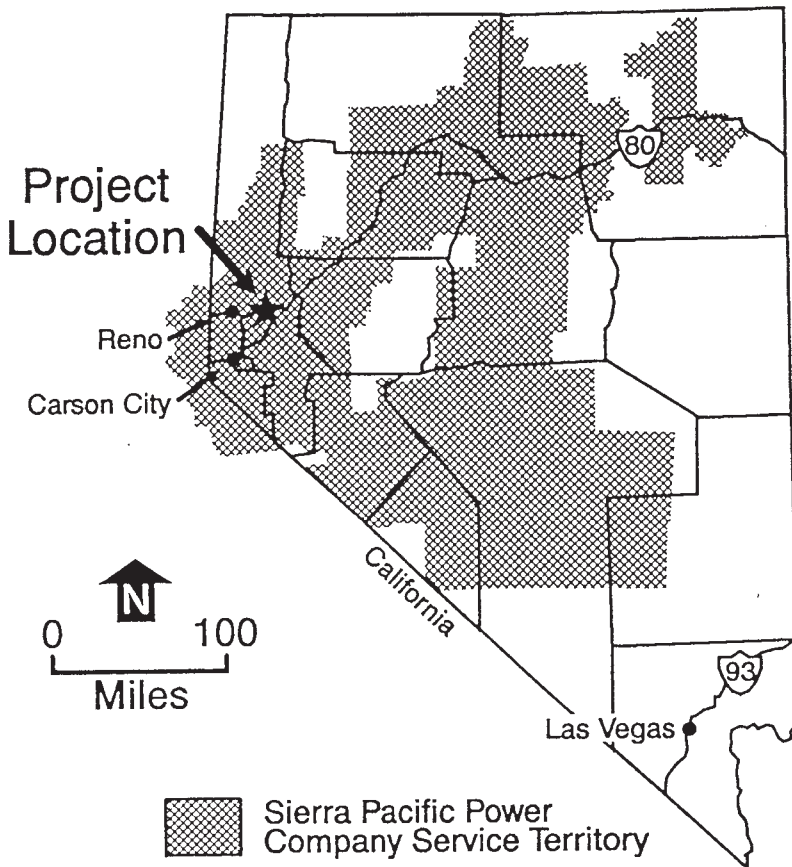 80
Project
Location
Reno
Carson City
California
N
0 100
Miles
93
Las Vegas
Sierra Pacific Power
Company Service Territory